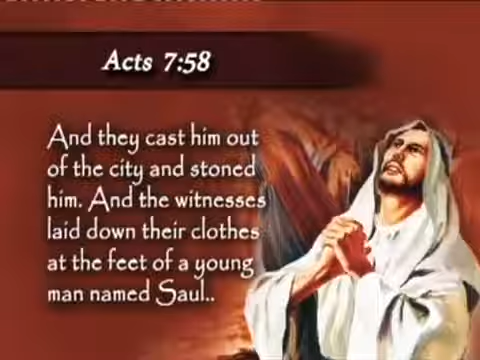 Acts 7:58
And they cast him out
of the city and stoned
him. And the witnesses
laid down their clothes
at the feet of a young
man named Saul..